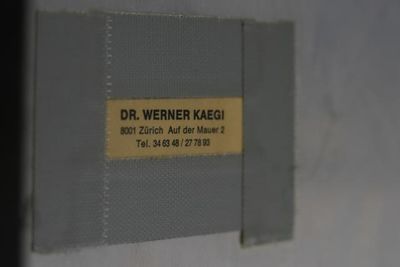 DR. WERNER KAEGI
8001 Zürich Auf der Mauer 2
Tel. 34 63 48 / 27 78 93